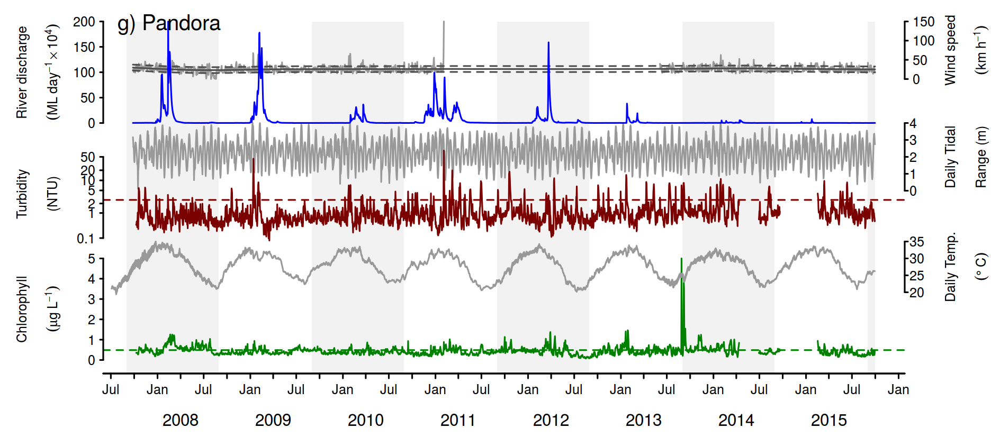 g) Pandora
River discharge
(ML day⁻¹ × 10⁴)
200
150
100
50
0
Wind speed
(km h⁻¹)
150
100
50
0
Daily Tidal
Range (m)
4
3
2
1
0
Turbidity
(NTU)
50
20
10
5
2
1
0.1
Daily Temp.
(° C)
35
30
25
20
Chlorophyll
(µg L⁻¹)
5
4
3
2
1
0
Jul Jan Jul Jan Jul Jan Jul Jan Jul Jan Jul Jan Jul Jan Jul Jan Jul Jan
2008 2009 2010 2011 2012 2013 2014 2015